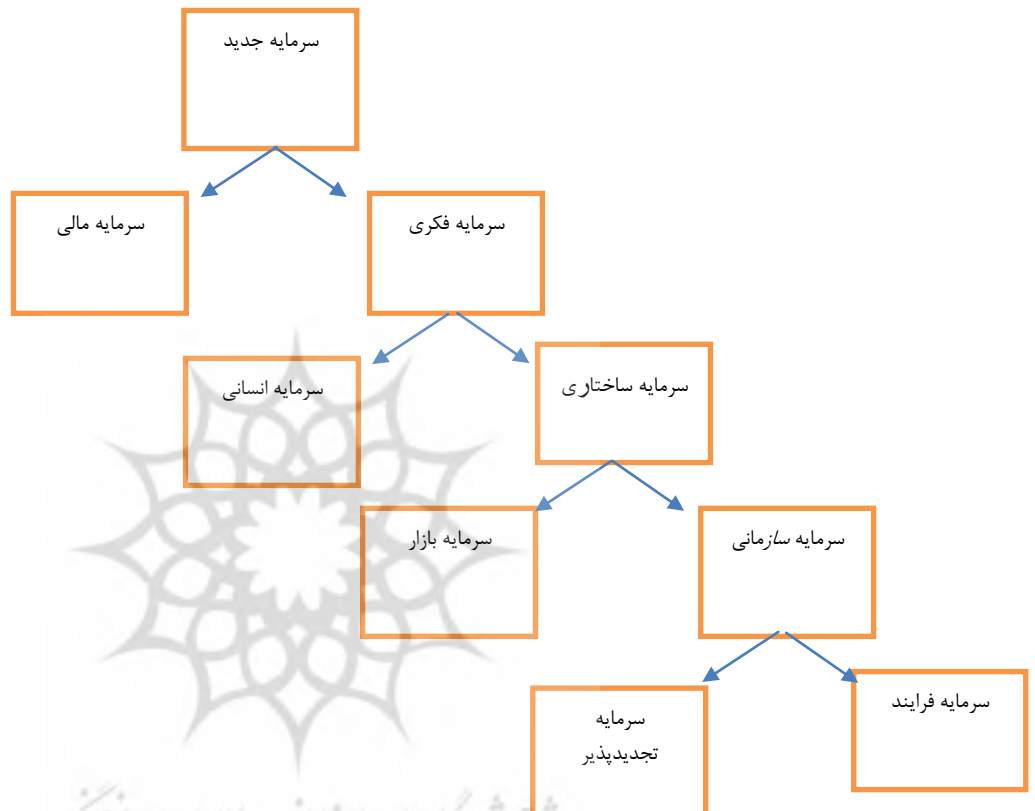 سرمایه جدید
سرمایه مالی
سرمایه فکری
سرمایه انسانی
سرمایه ساختاری
سرمایه بازار
سرمایه سازمانی
سرمایه
تجدیدپذیر
سرمایه فرایند